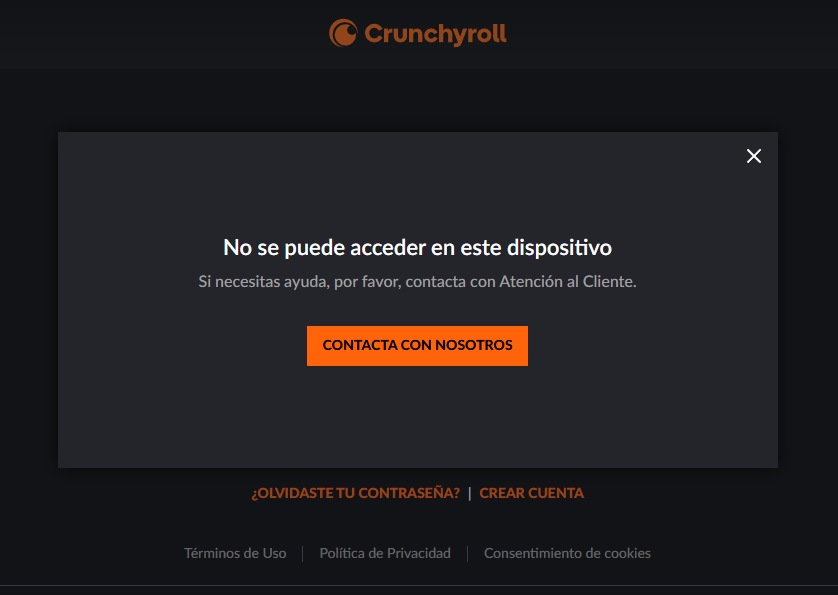 Crunchyroll
No se puede acceder en este dispositivo
Si necesitas ayuda, por favor, contacta con Atención al Cliente.
CONTACTA CON NOSOTROS
¿OLVIDASTE TU CONTRASEÑA? | CREAR CUENTA
Términos de Uso | Política de Privacidad | Consentimiento de cookies